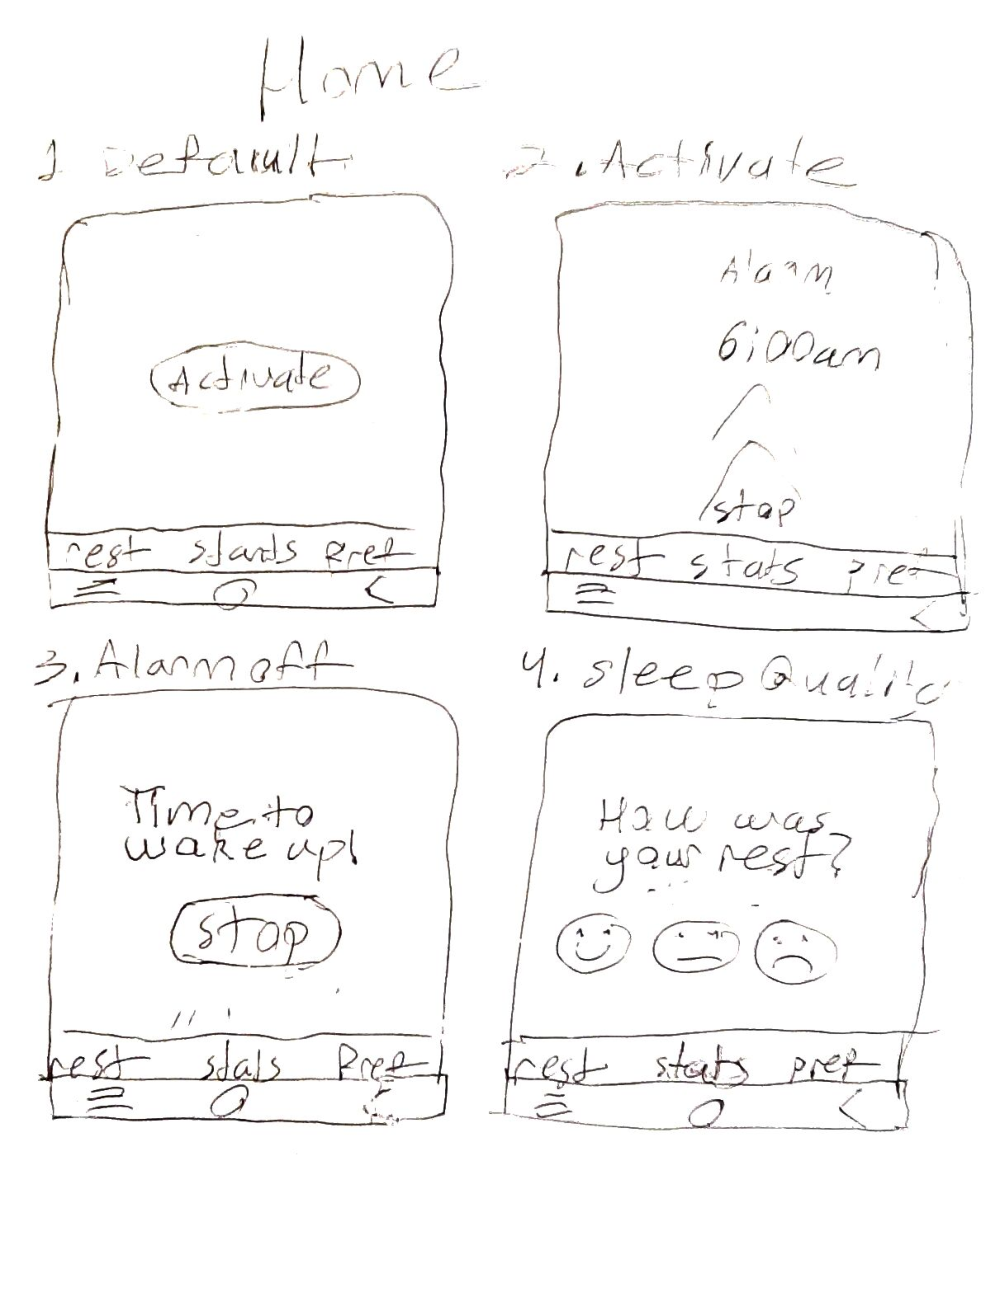 Home
1. Default
2. Activate
Activate
rest stards Pref
Alarm
6:00am
stop
rest stats pref
3. Alarm off
4. Sleep Quality
Time to
wake up!
Stop
rest stats Pref
How was
your rest?
rest stats pref